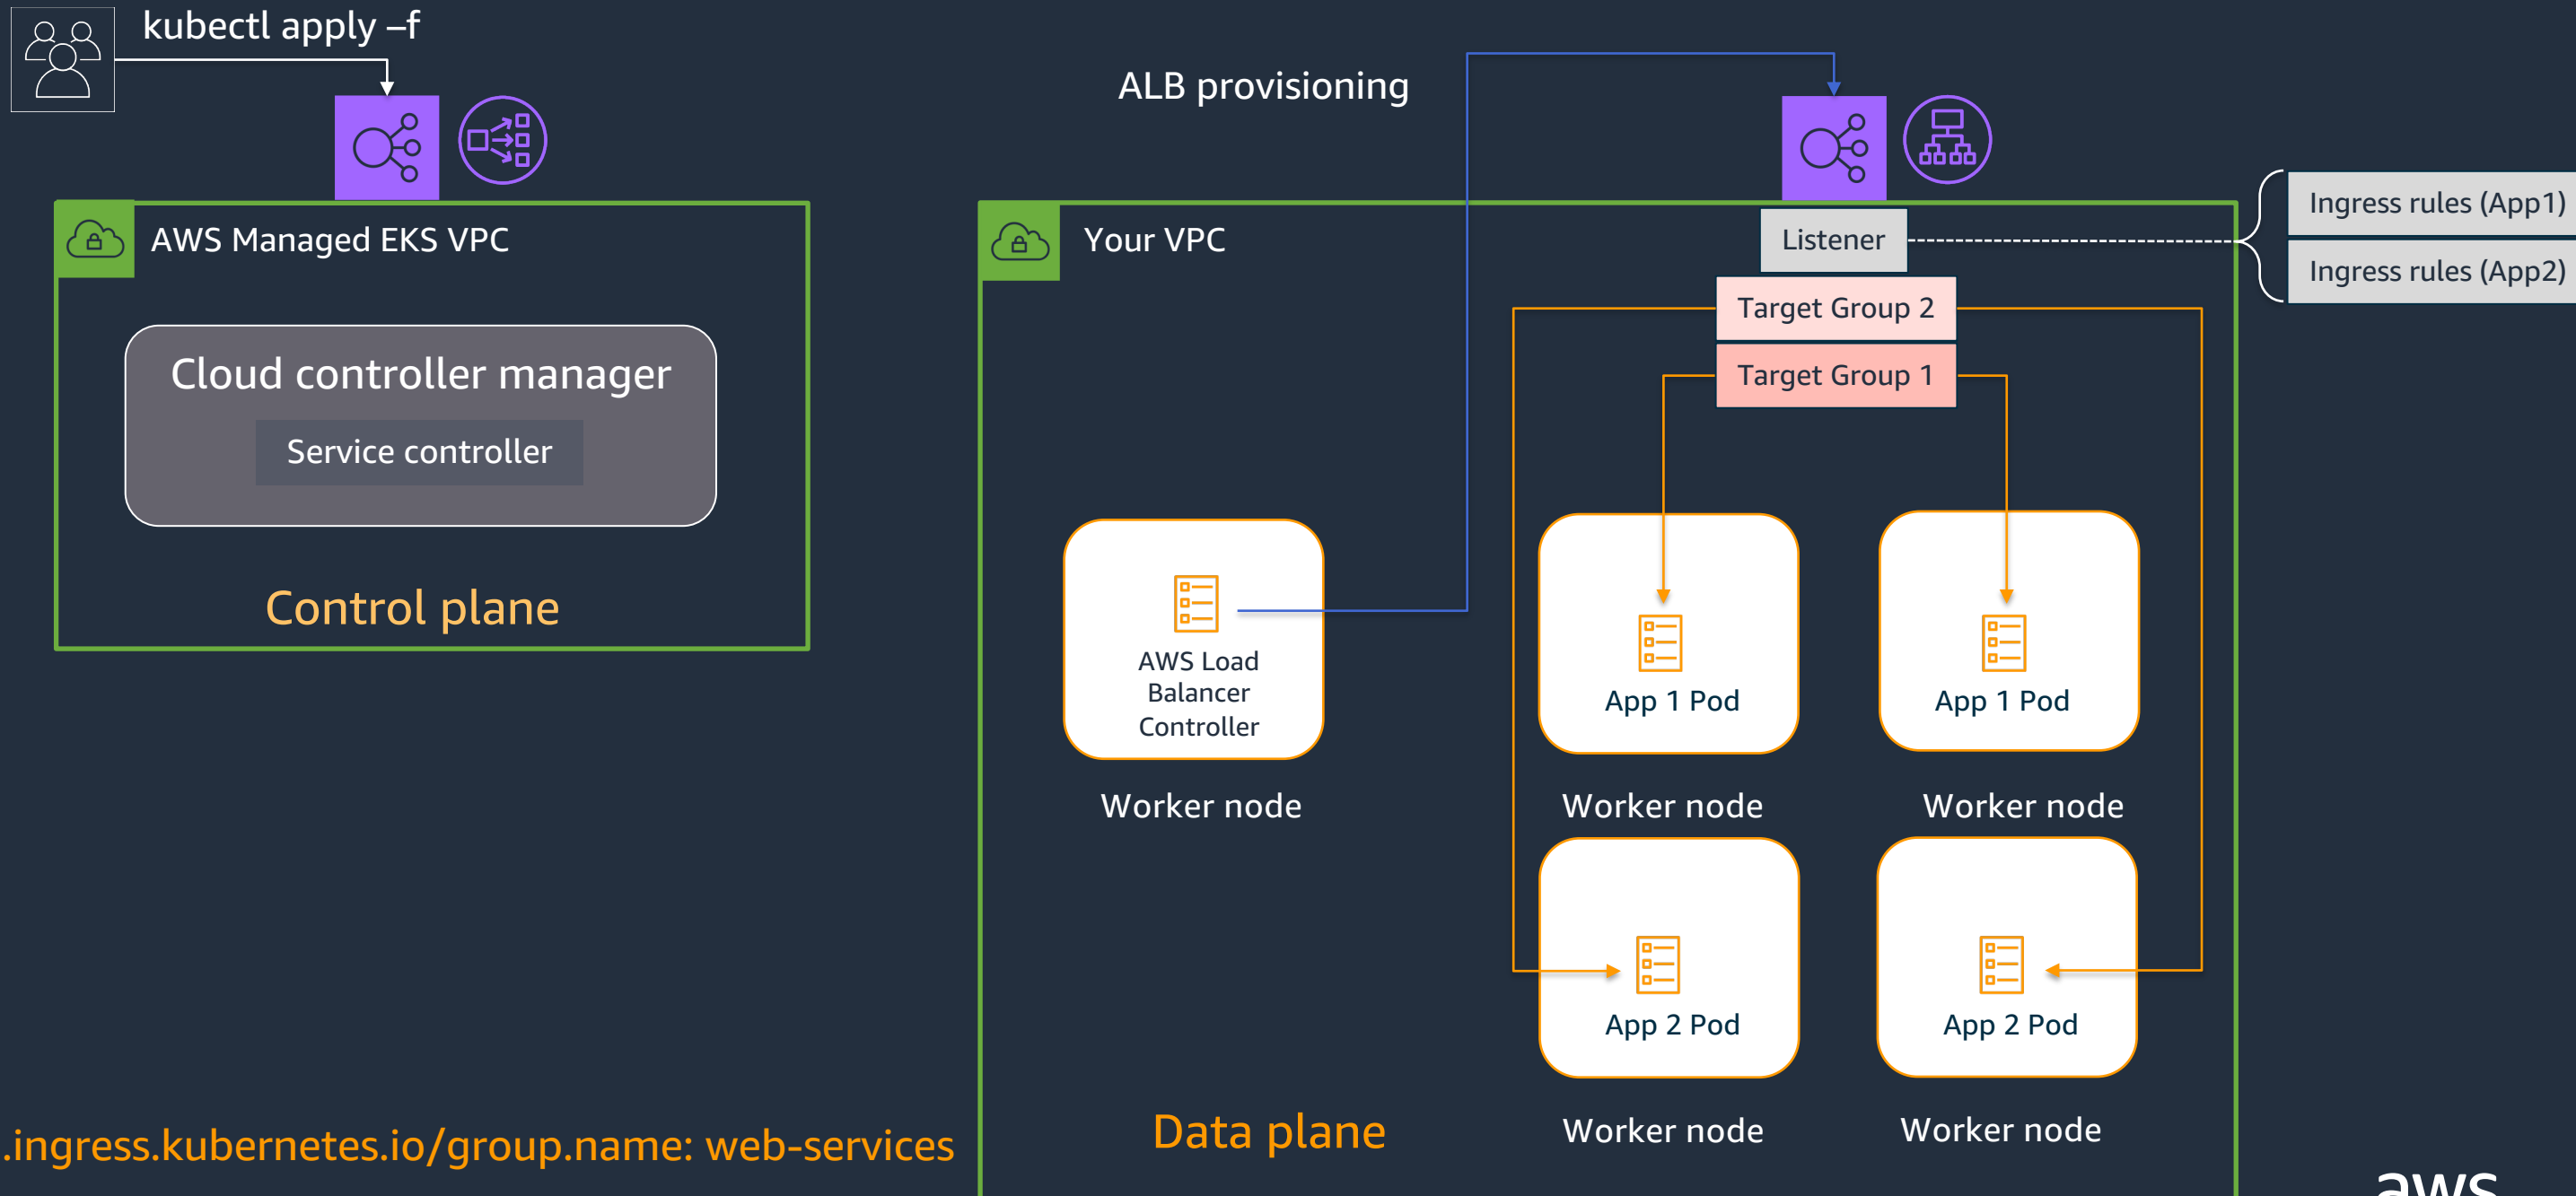 kubectl apply –f
ALB provisioning
AWS Managed EKS VPC
Cloud controller manager
Service controller
Control plane
Your VPC
Listener
Target Group 2
Target Group 1
Ingress rules (App1)
Ingress rules (App2)
AWS Load
Balancer
Controller
Worker node
App 1 Pod
Worker node
App 1 Pod
Worker node
App 2 Pod
Worker node
App 2 Pod
Worker node
Data plane
.ingress.kubernetes.io/group.name: web-services
aws